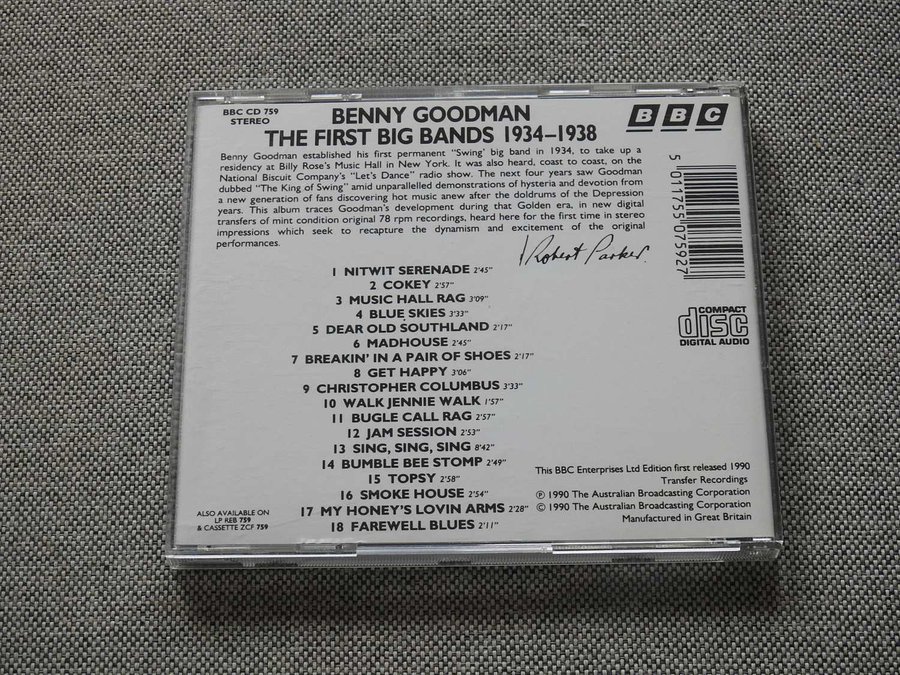 BBC CD 759
STEREO
BENNY GOODMAN
THE FIRST BIG BANDS 1934–1938
BBC
Benny Goodman established his first permanent "Swing' big band in 1934, to take up a
residency at Billy Rose's Music Hall in New York. It was also heard, coast to coast, on the
National Biscuit Company's "Let's Dance" radio show. The next four years saw Goodman
dubbed "The King of Swing" amid unparallelled demonstrations of hysteria and devotion from
a new generation of fans discovering hot music anew after the doldrums of the Depression
years. This album traces Goodman's development during that Golden era, in new digital
transfers of mint condition original 78 rpm recordings, heard here for the first time in stereo
impressions which seek to recapture the dynamism and excitement of the original
performances.
Robert Parker.
5 011755 075927
COMPACT
disc
DIGITAL AUDIO
1 NITWIT SERENADE 2'45"
2 COKEY 2'57"
3 MUSIC HALL RAG 3'09"
4 BLUE SKIES 3'33"
5 DEAR OLD SOUTHLAND 2'17"
6 MADHOUSE 2'45"
7 BREAKIN' IN A PAIR OF SHOES 2'17"
8 GET HAPPY 3'06"
9 CHRISTOPHER COLUMBUS 3'33"
10 WALK JENNIE WALK 1'57"
11 BUGLE CALL RAG 2'57"
12 JAM SESSION 2'53"
13 SING, SING, SING 8'42"
14 BUMBLE BEE STOMP 2'49"
15 TOPSY 2'58"
16 SMOKE HOUSE 2'54"
17 MY HONEY'S LOVIN ARMS 2'28"
18 FAREWELL BLUES 2'11"
ALSO AVAILABLE ON
LP REB 759
& CASSETTE ZCF 759
This BBC Enterprises Ltd Edition first released 1990
Transfer Recordings
℗ 1990 The Australian Broadcasting Corporation
© 1990 The Australian Broadcasting Corporation
Manufactured in Great Britain